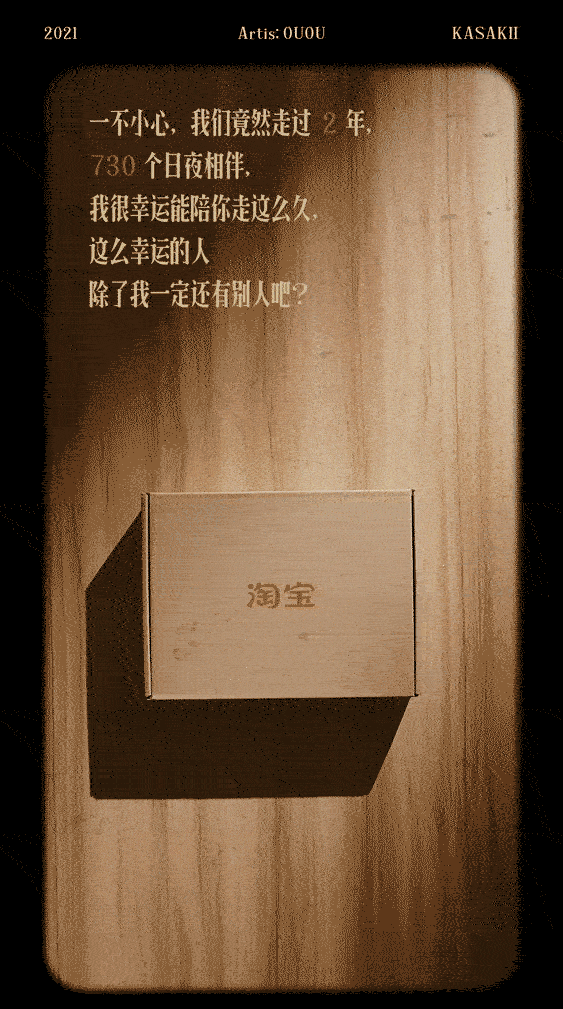 2021
Artis: OUOU
KASAKII
一不小心，我们竟然走过 2 年，
730 个日夜相伴，
我很幸运能陪你走这么久，
这么幸运的人
除了我一定还有别人吧？
淘宝